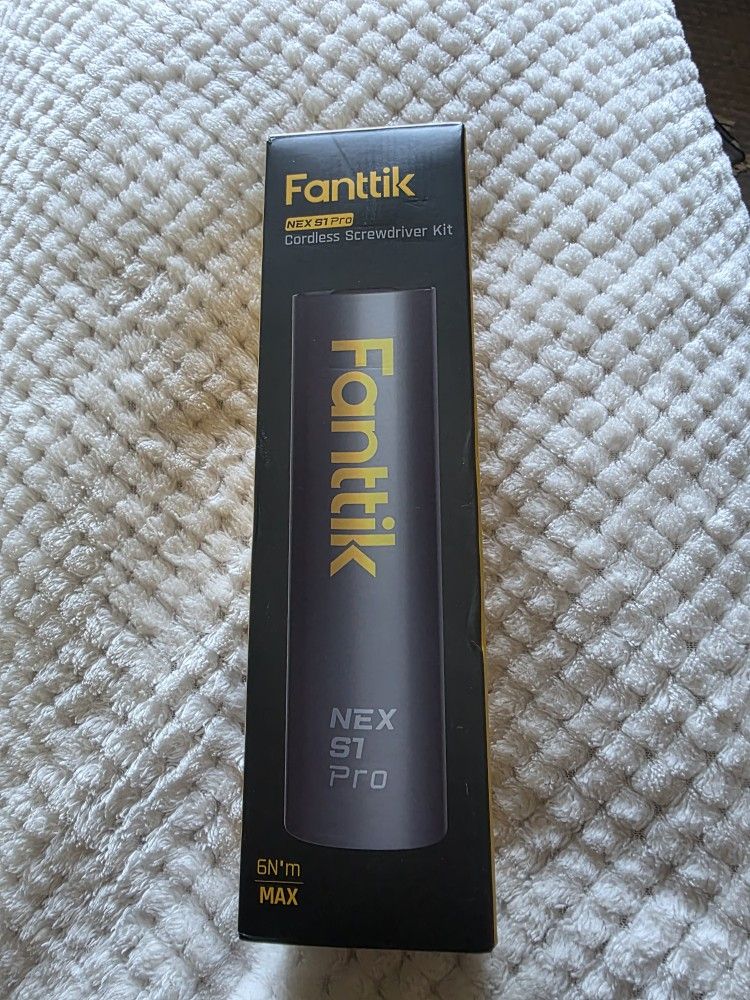 Fanttik
NEX S1 Pro
Cordless Screwdriver Kit
Fanttik
NEX
S1
Pro
6N'm
MAX